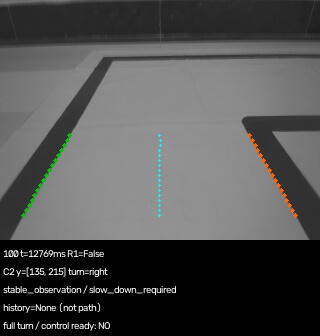 100 t=12769ms R1=False
C2 y=[135, 215] turn=right
stable_observation / slow_down_required
history=None (not path)
full turn / control ready: NO